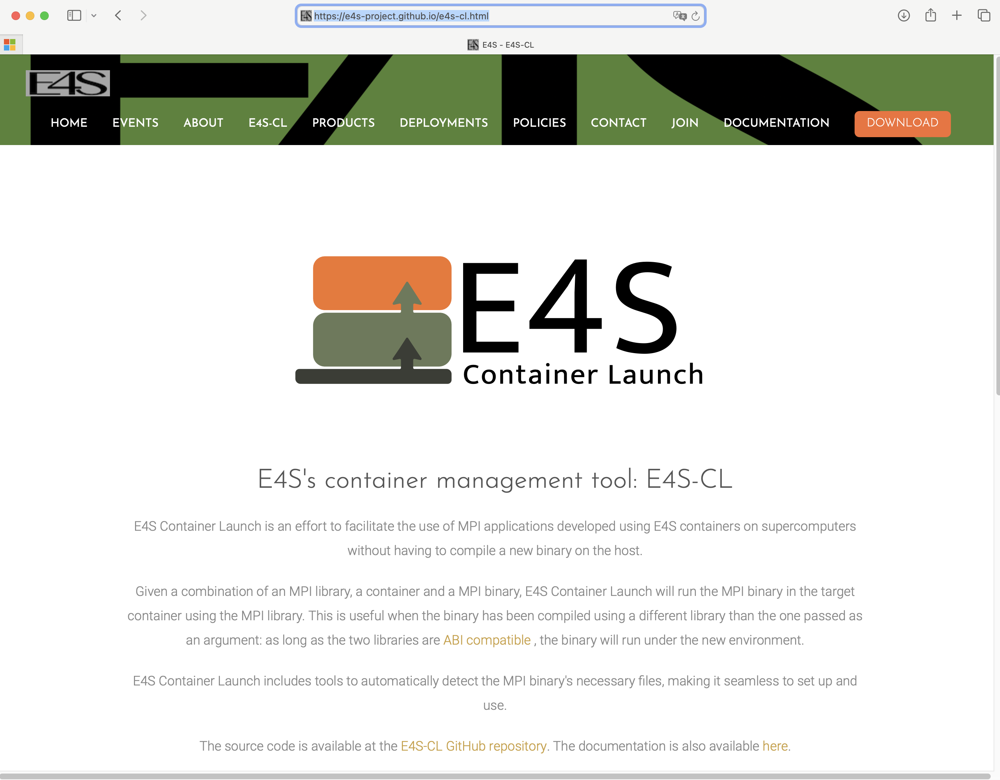 https://e4s-project.github.io/e4s-cl.html
E4S - E4S-CL
E4S
HOME EVENTS ABOUT E4S-CL PRODUCTS DEPLOYMENTS POLICIES CONTACT JOIN DOCUMENTATION DOWNLOAD
E4S
Container Launch
E4S's container management tool: E4S-CL
E4S Container Launch is an effort to facilitate the use of MPI applications developed using E4S containers on supercomputers
without having to compile a new binary on the host.
Given a combination of an MPI library, a container and a MPI binary, E4S Container Launch will run the MPI binary in the target
container using the MPI library. This is useful when the binary has been compiled using a different library than the one passed as
an argument: as long as the two libraries are ABI compatible , the binary will run under the new environment.
E4S Container Launch includes tools to automatically detect the MPI binary's necessary files, making it seamless to set up and
use.
The source code is available at the E4S-CL GitHub repository. The documentation is also available here.